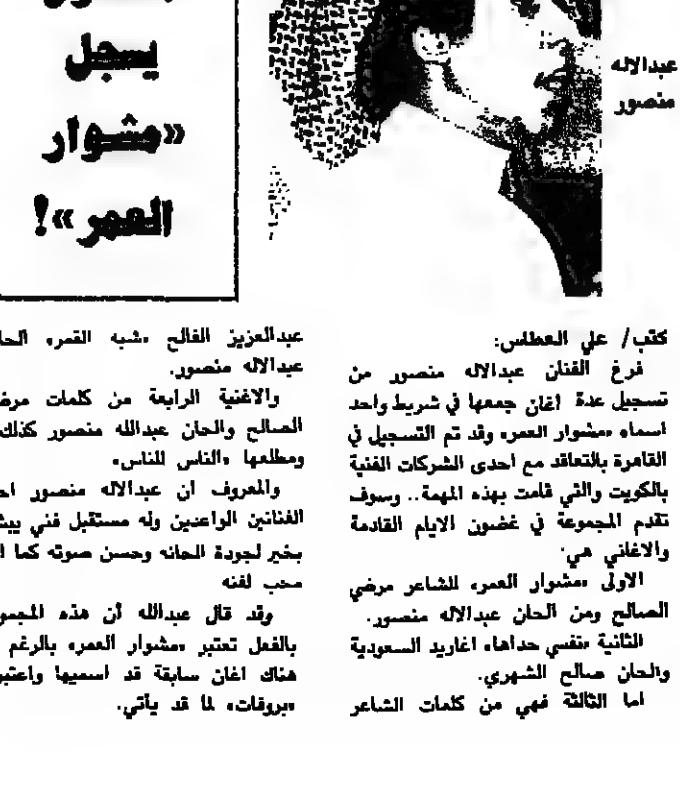 يسجل
«مشوار
العمر»!
عبدالاله
منصور
كتب/ علي العطاس:
فرغ الفنان عبدالاله منصور من
تسجيل عدة اغان جمعها في شريط واحد
اسماه «مشوار العمر» وقد تم التسجيل في
القاهرة بالتعاقد مع احدى الشركات الفنية
بالكويت والتي قامت بهذه المهمة.. وسوف
تقدم المجموعة في غضون الايام القادمة
والاغاني هي:
الاولى «مشوار العمر» للشاعر مرضي
الصالح ومن الحان عبدالاله منصور.
الثانية «نفسي حداها» اغاريد السعودية
والحان صالح الشهري.
اما الثالثة فهي من كلمات الشاعر
عبدالعزيز الفالح «شبه القمر»
عبدالاله منصور.
والاغنية الرابعة من كلمات
الصالح والحان عبدالله منصور كذلك
ومطلعها «الناس للناس»
والمعروف ان عبدالاله منصور
الفنانين الواعدين وله مستقبل فني
بخير لجودة الحانه وحسن صوته كما
محب لفنه
وقد قال عبدالله أن هذه
بالفعل تعتبر «مشوار العمر» بالرغم
هناك اغان سابقة قد اسميها
«بروفات» لما قد يأتي.